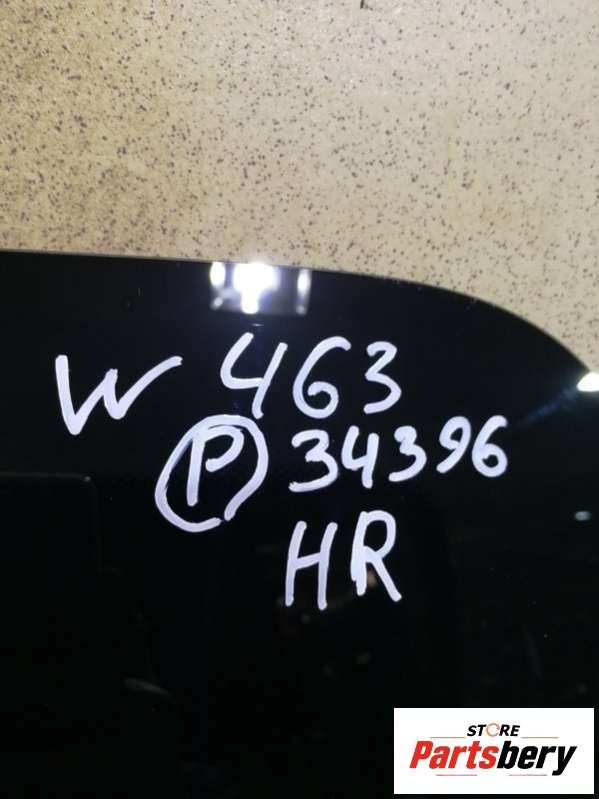 W 463
P 34396
HR
STORE
Partsbery